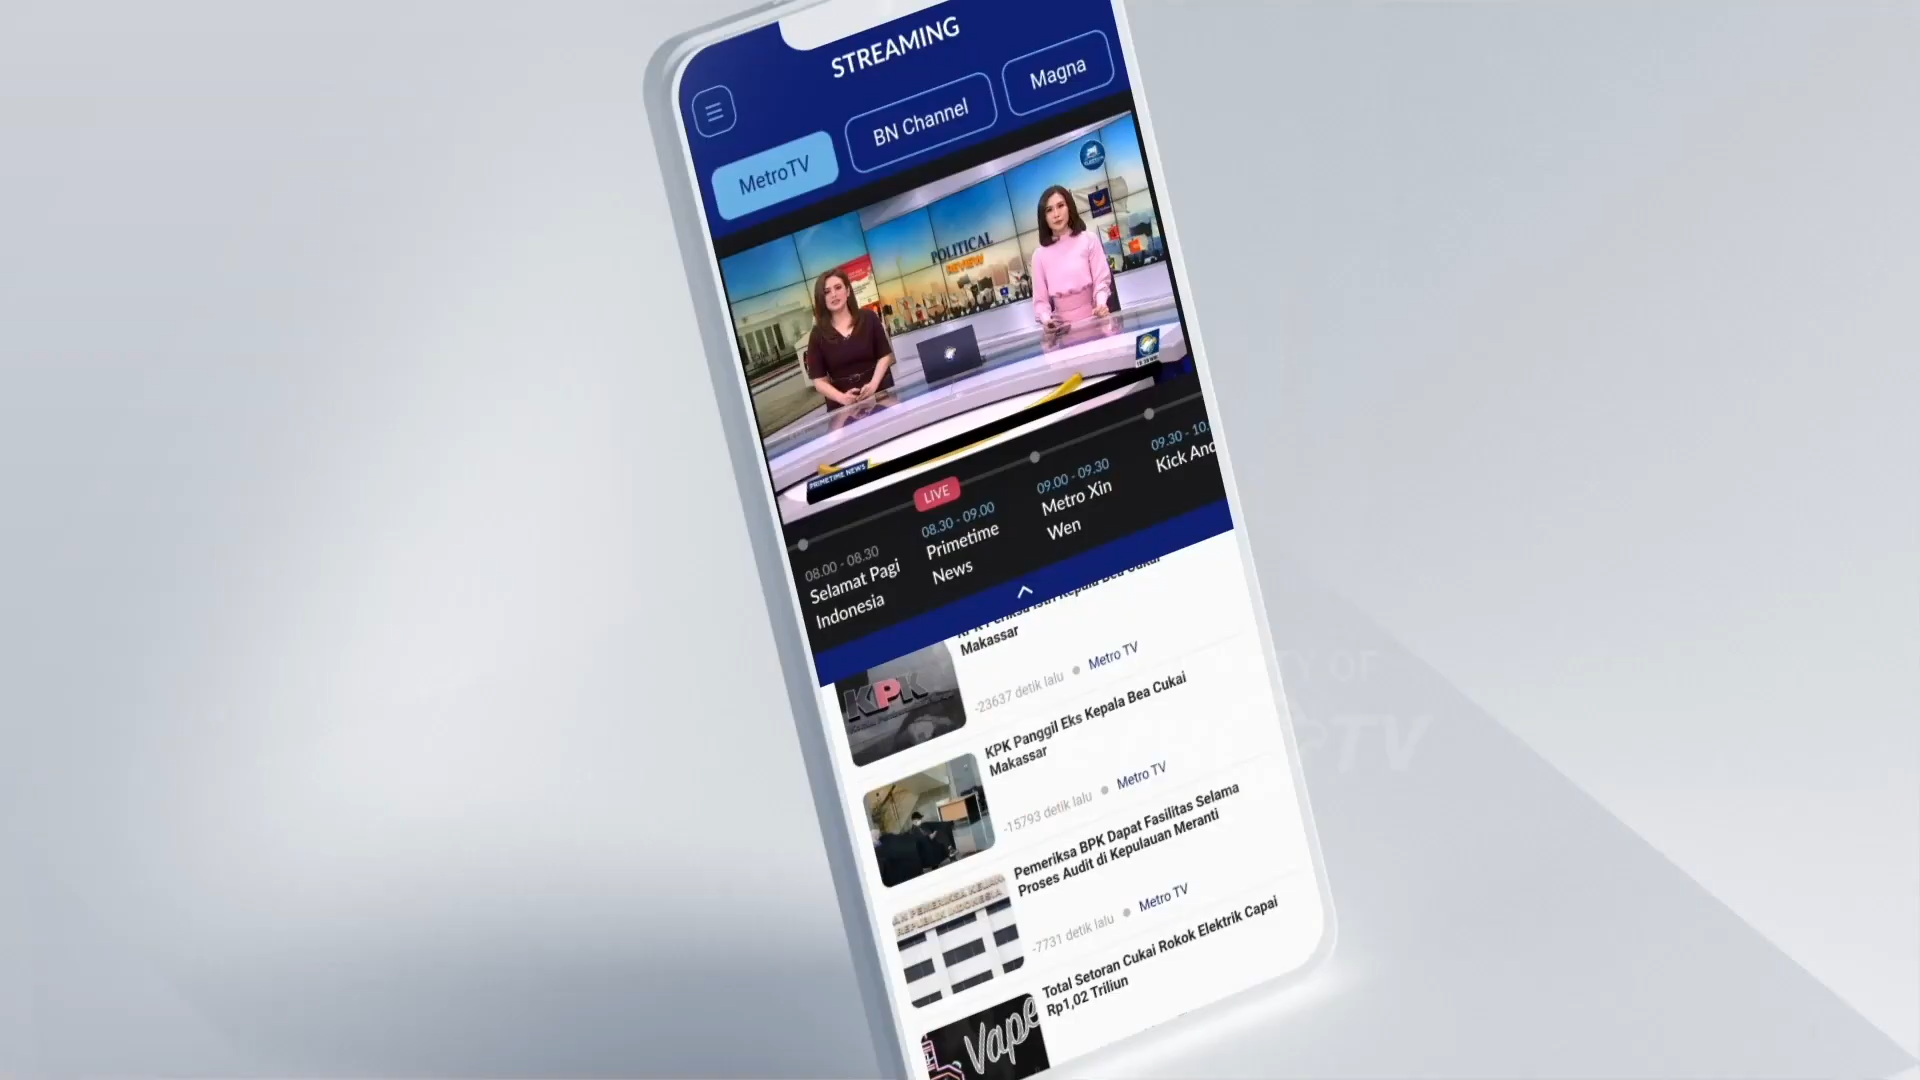 STREAMING
MetroTV
BN Channel
Magna
POLITICAL
REVIEW
PRIMETIME NEWS
LIVE
08.00 - 08.30
Selamat Pagi
Indonesia
08.30 - 09.00
Primetime
News
09.00 - 09.30
Metro Xin
Wen
09.30 - 10.
Kick And
Makassar
KPK
-23637 detik lalu
Metro TV
KPK Panggil Eks Kepala Bea Cukai
Makassar
-15793 detik lalu
Metro TV
Pemeriksa BPK Dapat Fasilitas Selama
Proses Audit di Kepulauan Meranti
PEMERIKSA
REPUBLIK INDONESIA
-7731 detik lalu
Metro TV
Total Setoran Cukai Rokok Elektrik Capai
Rp1,02 Triliun
Vape
TV